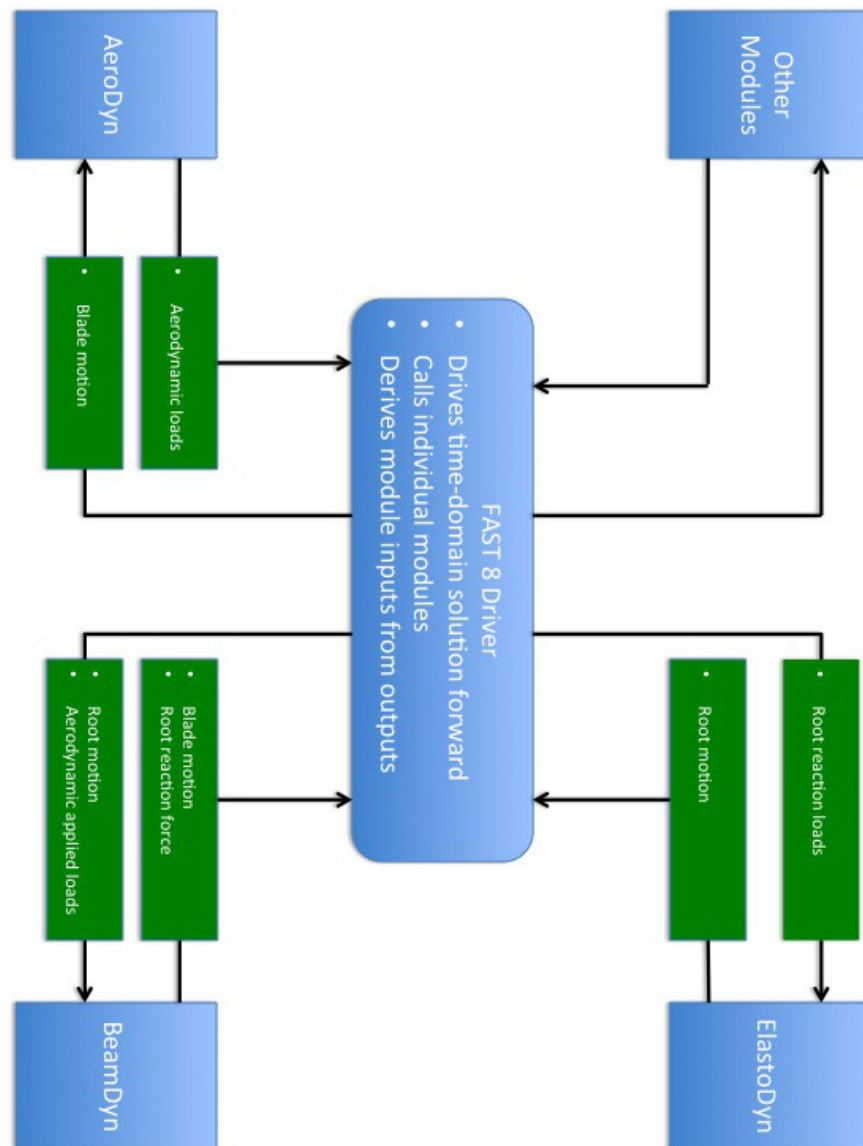 Other
Modules
ElastoDyn
• Root reaction loads
• Root motion
FAST 8 Driver
• Drives time-domain solution forward
• Calls individual modules
• Derives module inputs from outputs
• Aerodynamic loads
• Blade motion
• Blade motion
• Root reaction force
• Root motion
• Aerodynamic applied loads
AeroDyn
BeamDyn